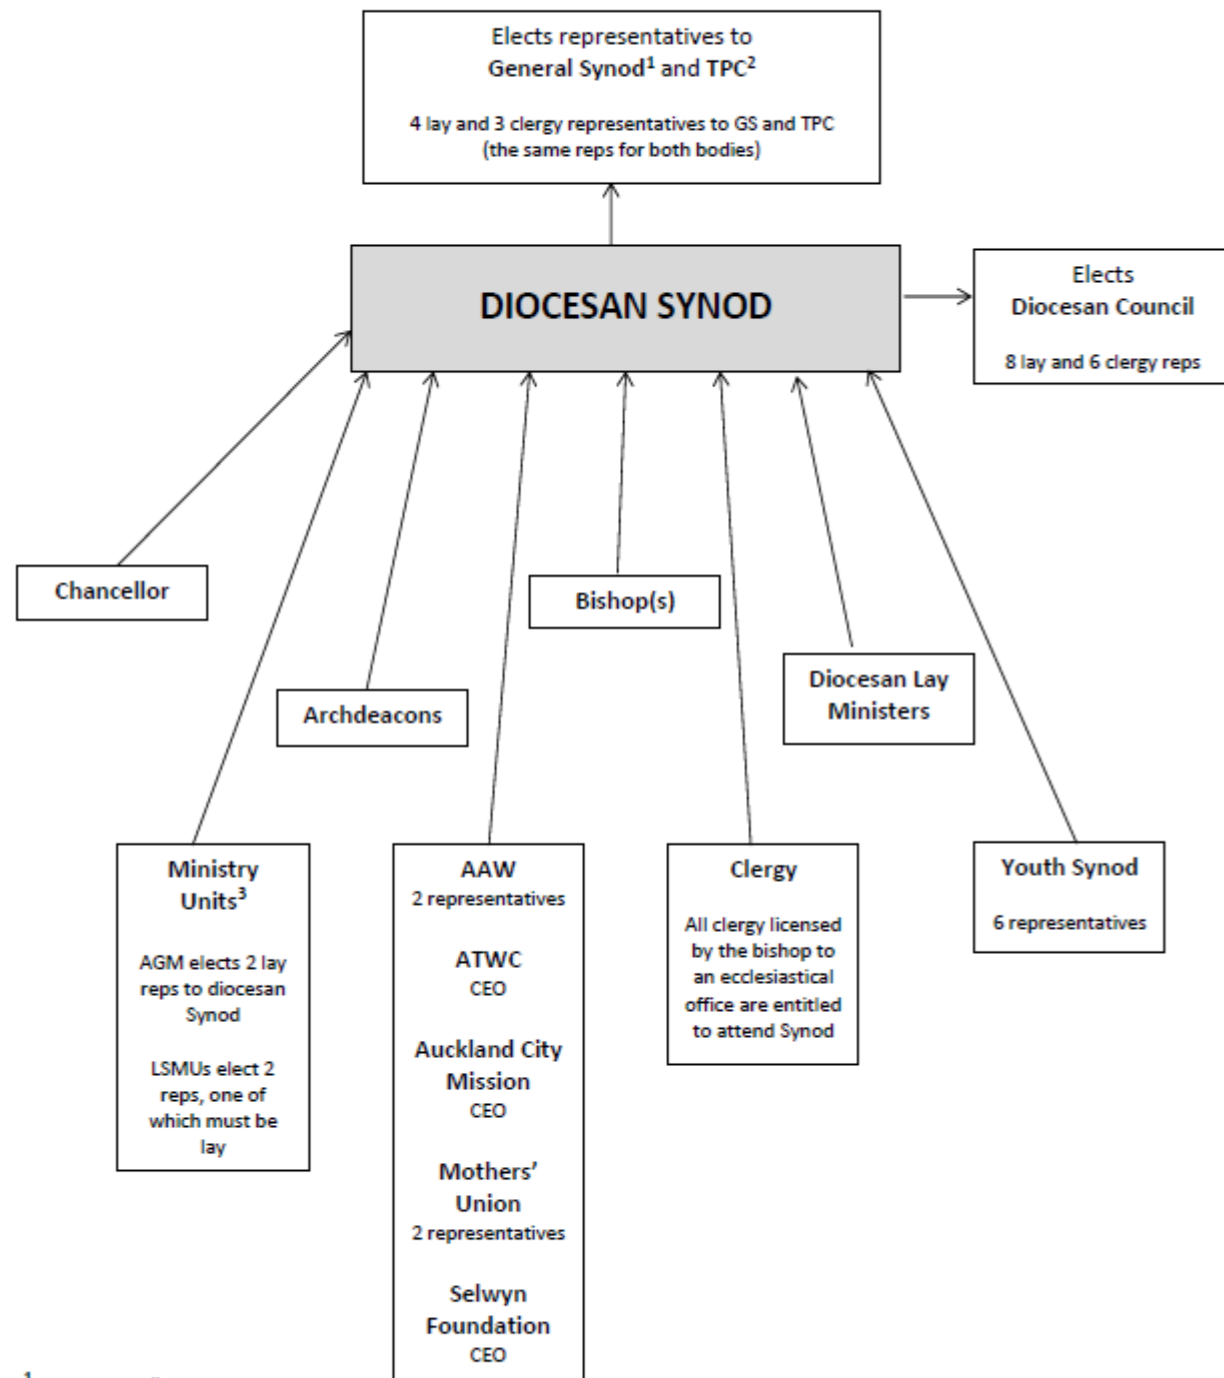 Elects representatives to
General Synod¹ and TPC²
4 lay and 3 clergy representatives to GS and TPC
(the same reps for both bodies)
DIOCESAN SYNOD
Elects
Diocesan Council
8 lay and 6 clergy reps
Chancellor
Bishop(s)
Archdeacons
Diocesan Lay
Ministers
Ministry
Units³
AGM elects 2 lay
reps to diocesan
Synod
LSMUs elect 2
reps, one of
which must be
lay
AAW
2 representatives
ATWC
CEO
Auckland City
Mission
CEO
Mothers’
Union
2 representatives
Selwyn
Foundation
CEO
Clergy
All clergy licensed
by the bishop to
an ecclesiastical
office are entitled
to attend Synod
Youth Synod
6 representatives